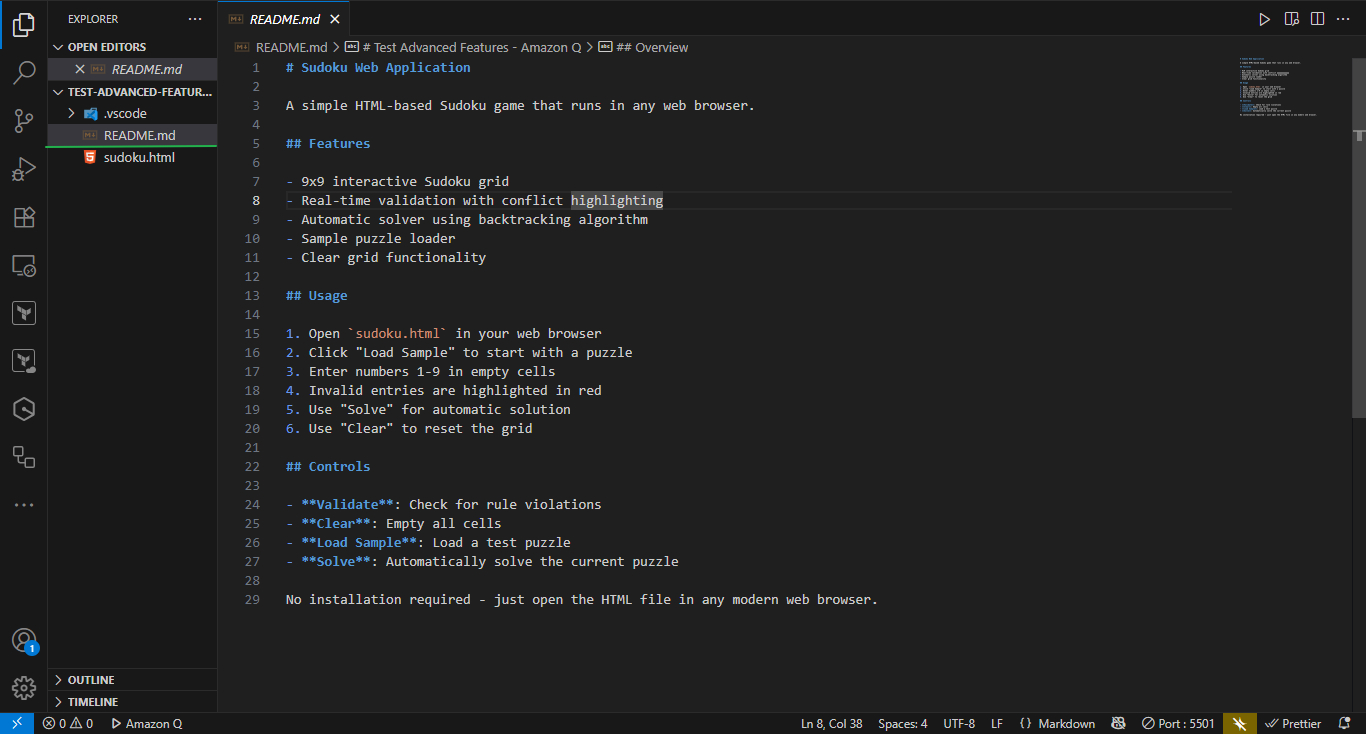 EXPLORER
OPEN EDITORS
README.md
TEST-ADVANCED-FEATUR...
.vscode
README.md
sudoku.html
OUTLINE
TIMELINE
README.md
README.md > # Test Advanced Features - Amazon Q > ## Overview
1 # Sudoku Web Application
2
3 A simple HTML-based Sudoku game that runs in any web browser.
4
5 ## Features
6
7 - 9x9 interactive Sudoku grid
8 - Real-time validation with conflict highlighting
9 - Automatic solver using backtracking algorithm
10 - Sample puzzle loader
11 - Clear grid functionality
12
13 ## Usage
14
15 1. Open `sudoku.html` in your web browser
16 2. Click "Load Sample" to start with a puzzle
17 3. Enter numbers 1-9 in empty cells
18 4. Invalid entries are highlighted in red
19 5. Use "Solve" for automatic solution
20 6. Use "Clear" to reset the grid
21
22 ## Controls
23
24 - **Validate**: Check for rule violations
25 - **Clear**: Empty all cells
26 - **Load Sample**: Load a test puzzle
27 - **Solve**: Automatically solve the current puzzle
28
29 No installation required - just open the HTML file in any modern web browser.
1
0 0 Amazon Q Ln 8, Col 38 Spaces: 4 UTF-8 LF {} Markdown Port : 5501 Prettier